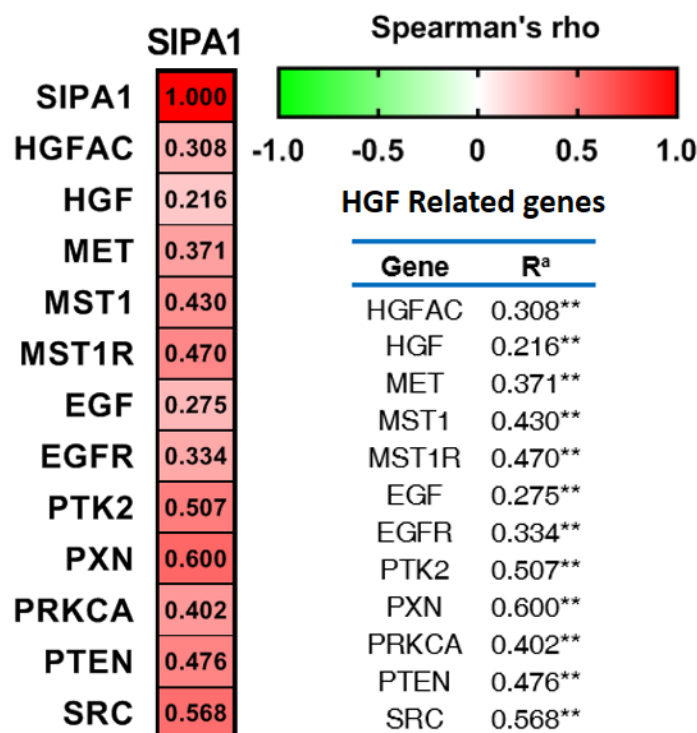 SIPA1
SIPA1 1.000
HGFAC 0.308
HGF 0.216
MET 0.371
MST1 0.430
MST1R 0.470
EGF 0.275
EGFR 0.334
PTK2 0.507
PXN 0.600
PRKCA 0.402
PTEN 0.476
SRC 0.568
Spearman's rho
-1.0 -0.5 0 0.5 1.0
HGF Related genes
Gene Rᵃ
HGFAC 0.308**
HGF 0.216**
MET 0.371**
MST1 0.430**
MST1R 0.470**
EGF 0.275**
EGFR 0.334**
PTK2 0.507**
PXN 0.600**
PRKCA 0.402**
PTEN 0.476**
SRC 0.568**